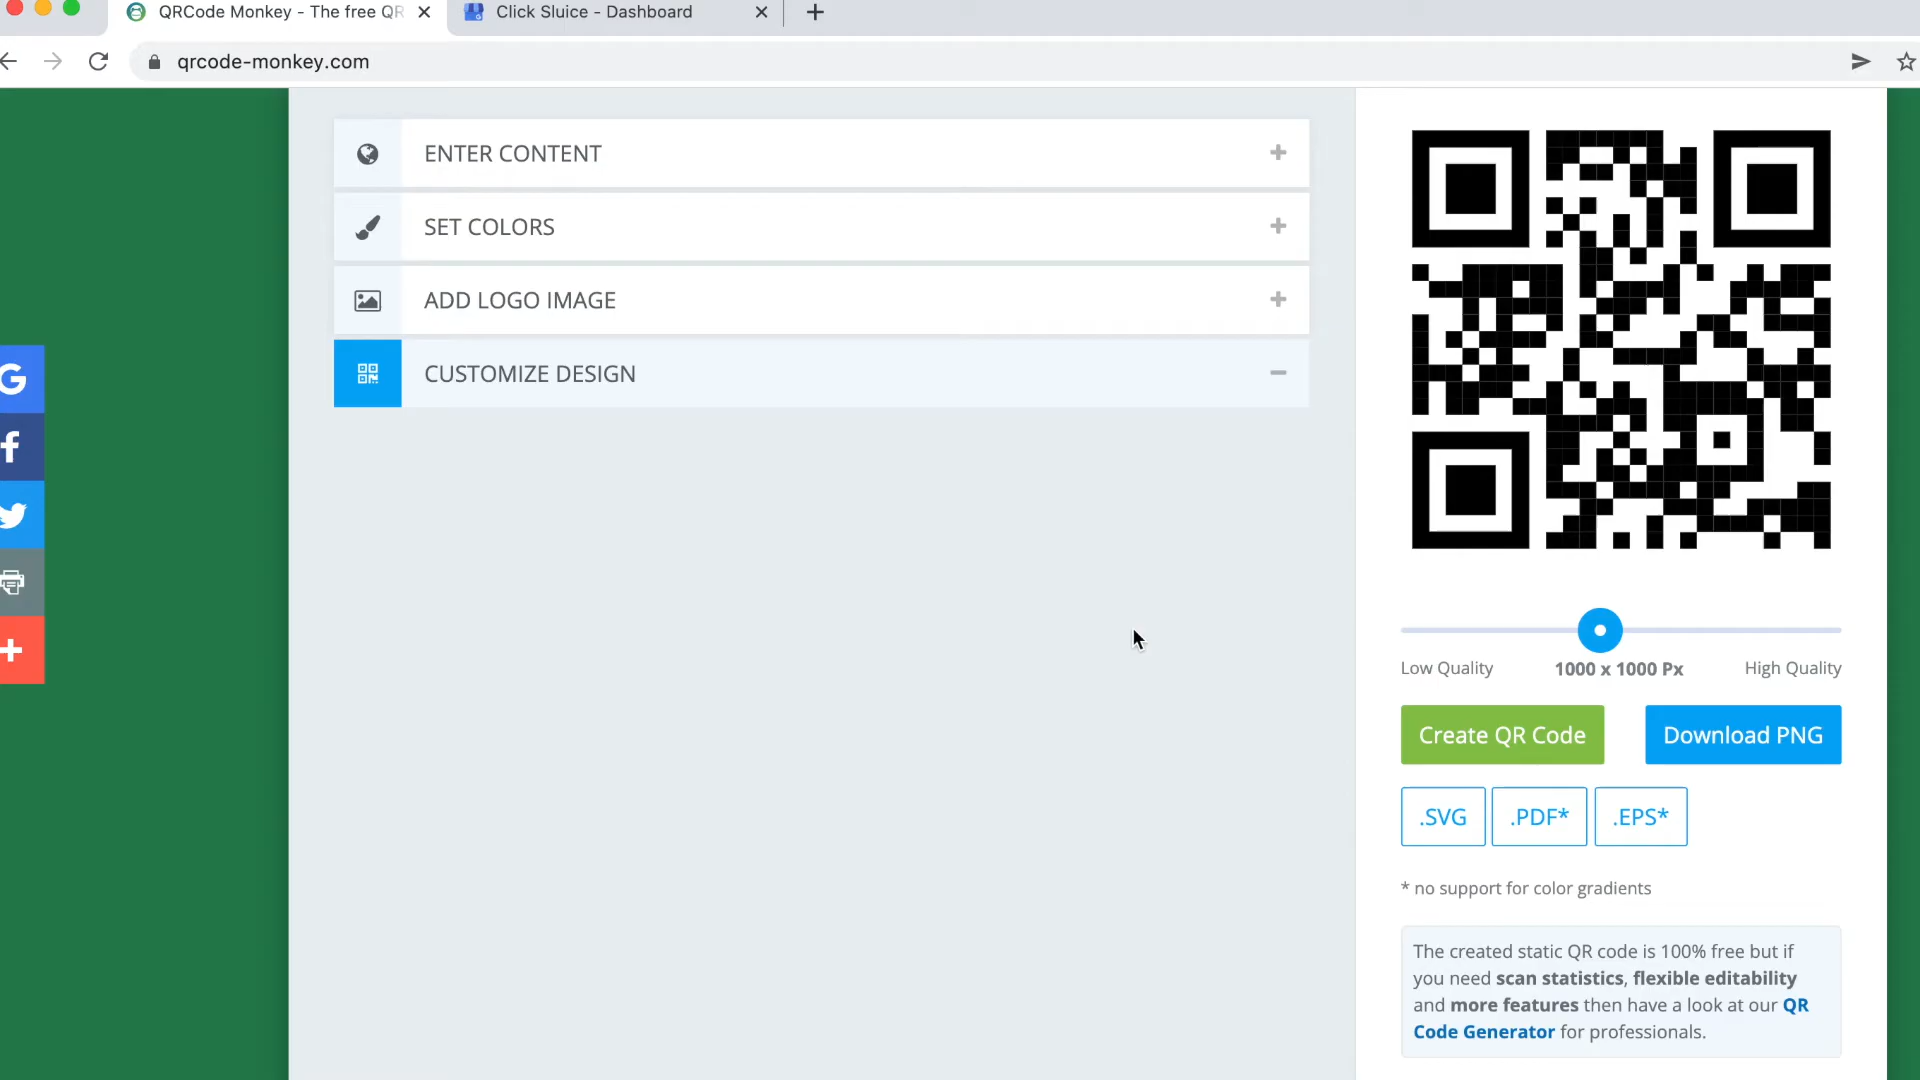 QRCode Monkey - The free QR
Click Sluice - Dashboard
qrcode-monkey.com
ENTER CONTENT
SET COLORS
ADD LOGO IMAGE
CUSTOMIZE DESIGN
Low Quality
1000 x 1000 Px
High Quality
Create QR Code
Download PNG
.SVG
.PDF*
.EPS*
* no support for color gradients
The created static QR code is 100% free but if
you need scan statistics, flexible editability
and more features then have a look at our QR
Code Generator for professionals.